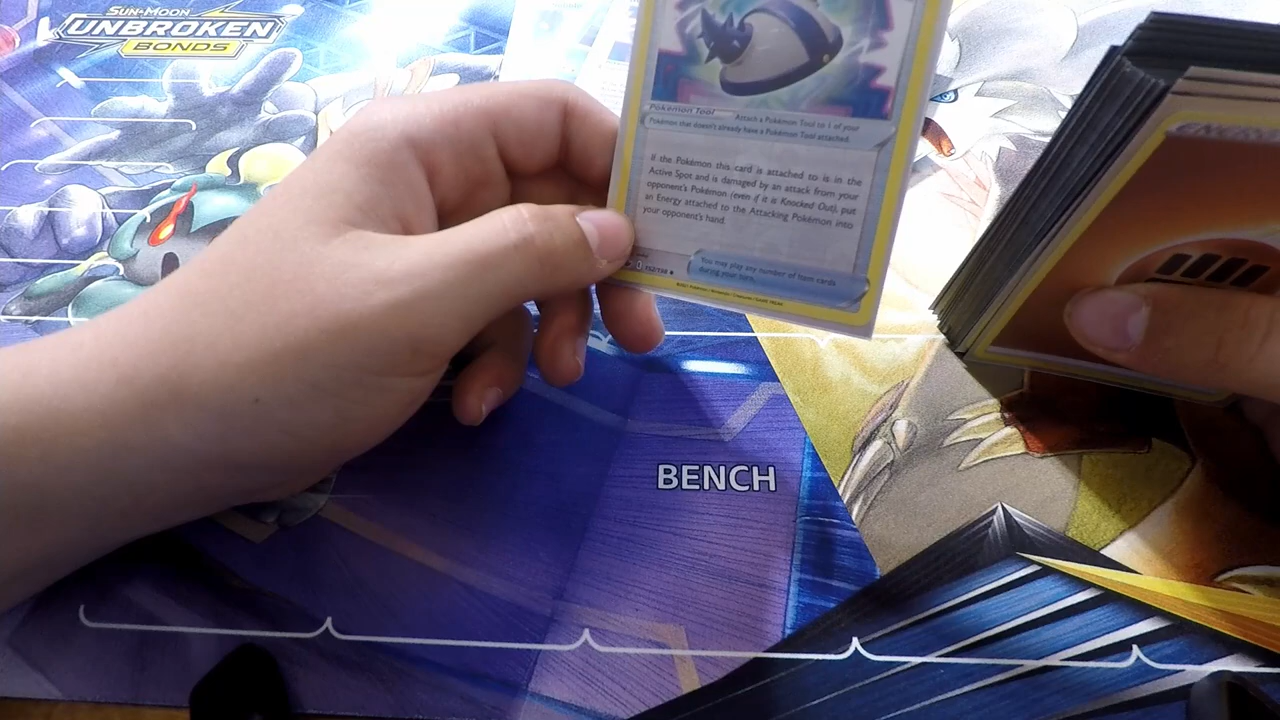 SUN & MOON
UNBROKEN
BONDS
Pokémon Tool
Attach a Pokémon Tool to 1 of your
Pokémon that doesn't already have a Pokémon Tool attached.
If the Pokémon this card is attached to is in the
Active Spot and is damaged by an attack from your
opponent's Pokémon (even if it is Knocked Out), put
an Energy attached to the Attacking Pokémon into
your opponent's hand.
You may play any number of Item cards
during your turn.
ENERGY
BENCH